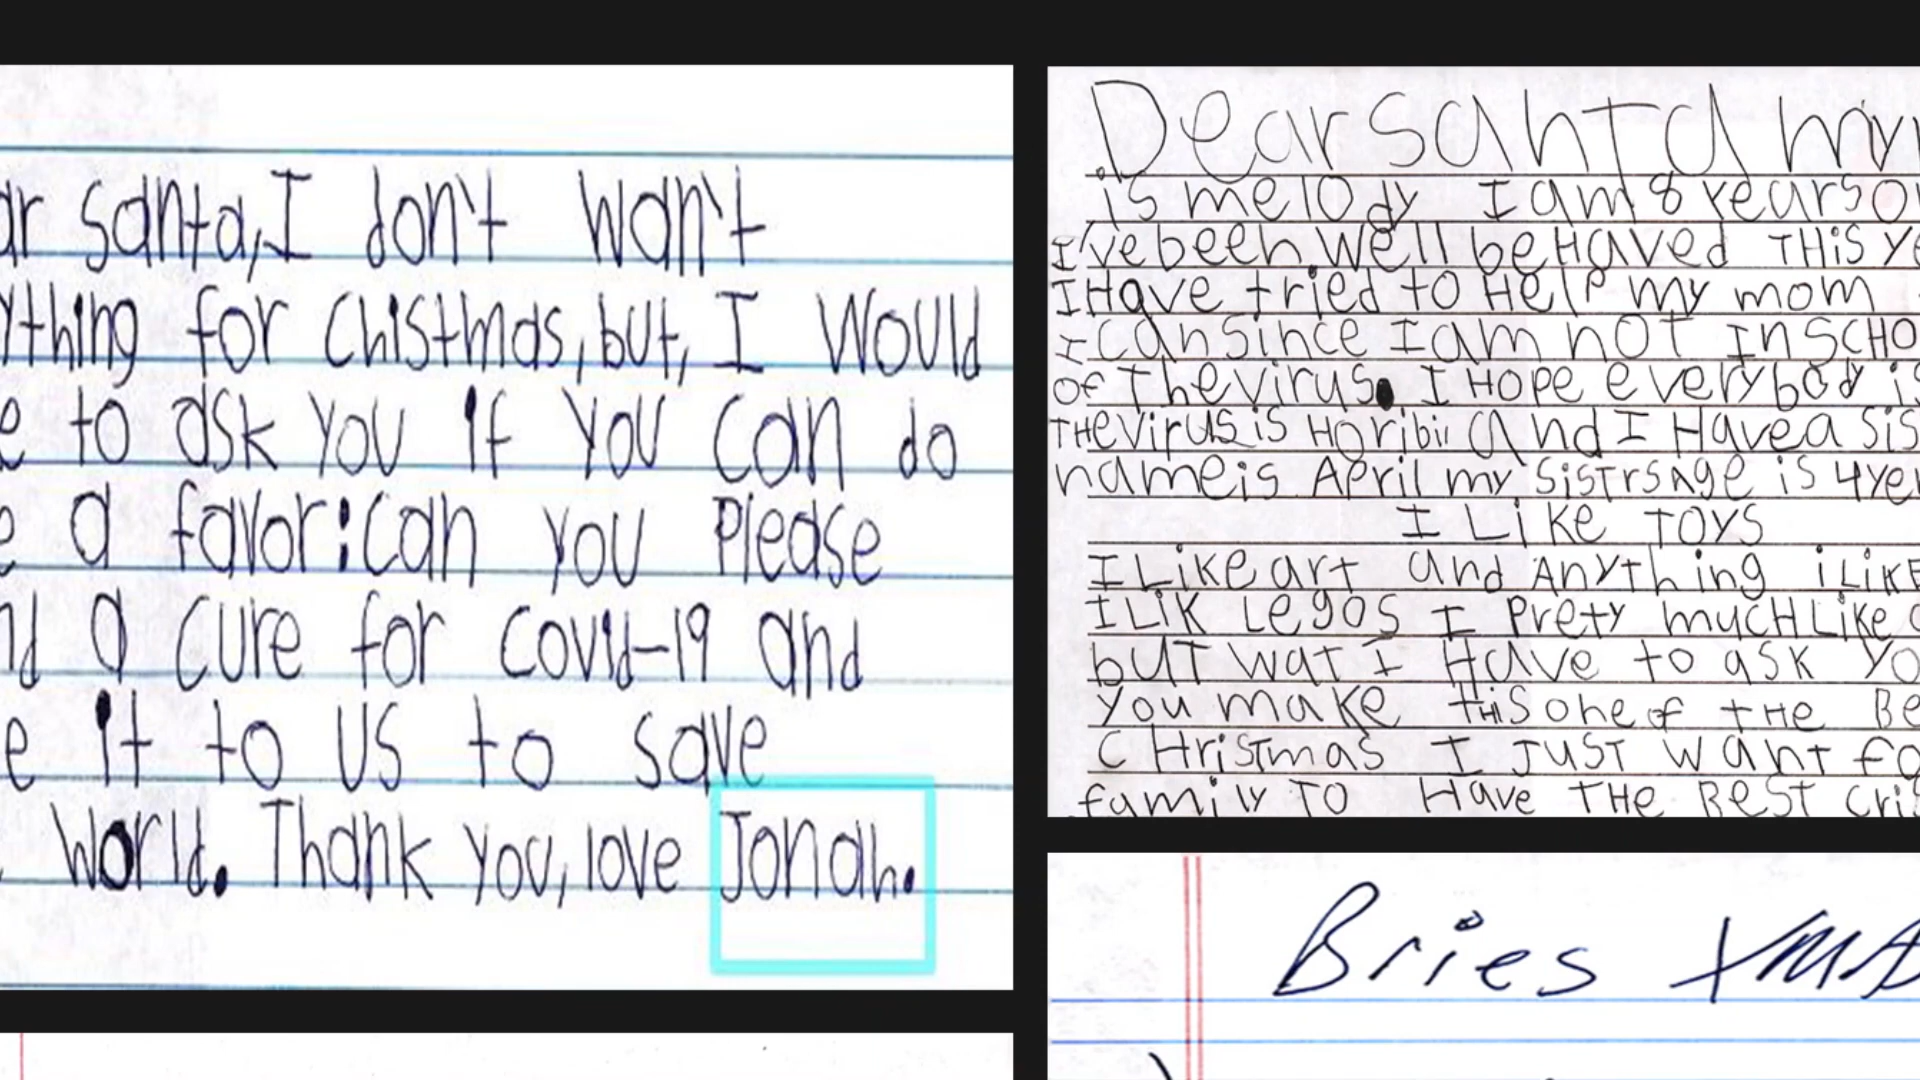 ar Santa, I don't wan't
ything for Chistmas, but, I would
e to ask you if you can do
e a favor: Can you Please
nd a cure for Covid-19 and
e it to us to save
World. Thank you, love Jonah.
Dear santa my
is melody I am 8 years ol
I've been well beHaved THis ye
I Have tried to Help my mom
I can since I am not In scHo
of The virus. I Hope everybody is
THe virus is Horibil and I Have a sis
name is April my sistrs Age is 4 yer
I Like Toys
I Like art and Anything i Like
I Lik Legos I Prety mucH Like a
but wat I Have to ask yo
you make THis one of THe Be
CHristmas I Just want fo
family To Have THe Best Cris
Bries XMA